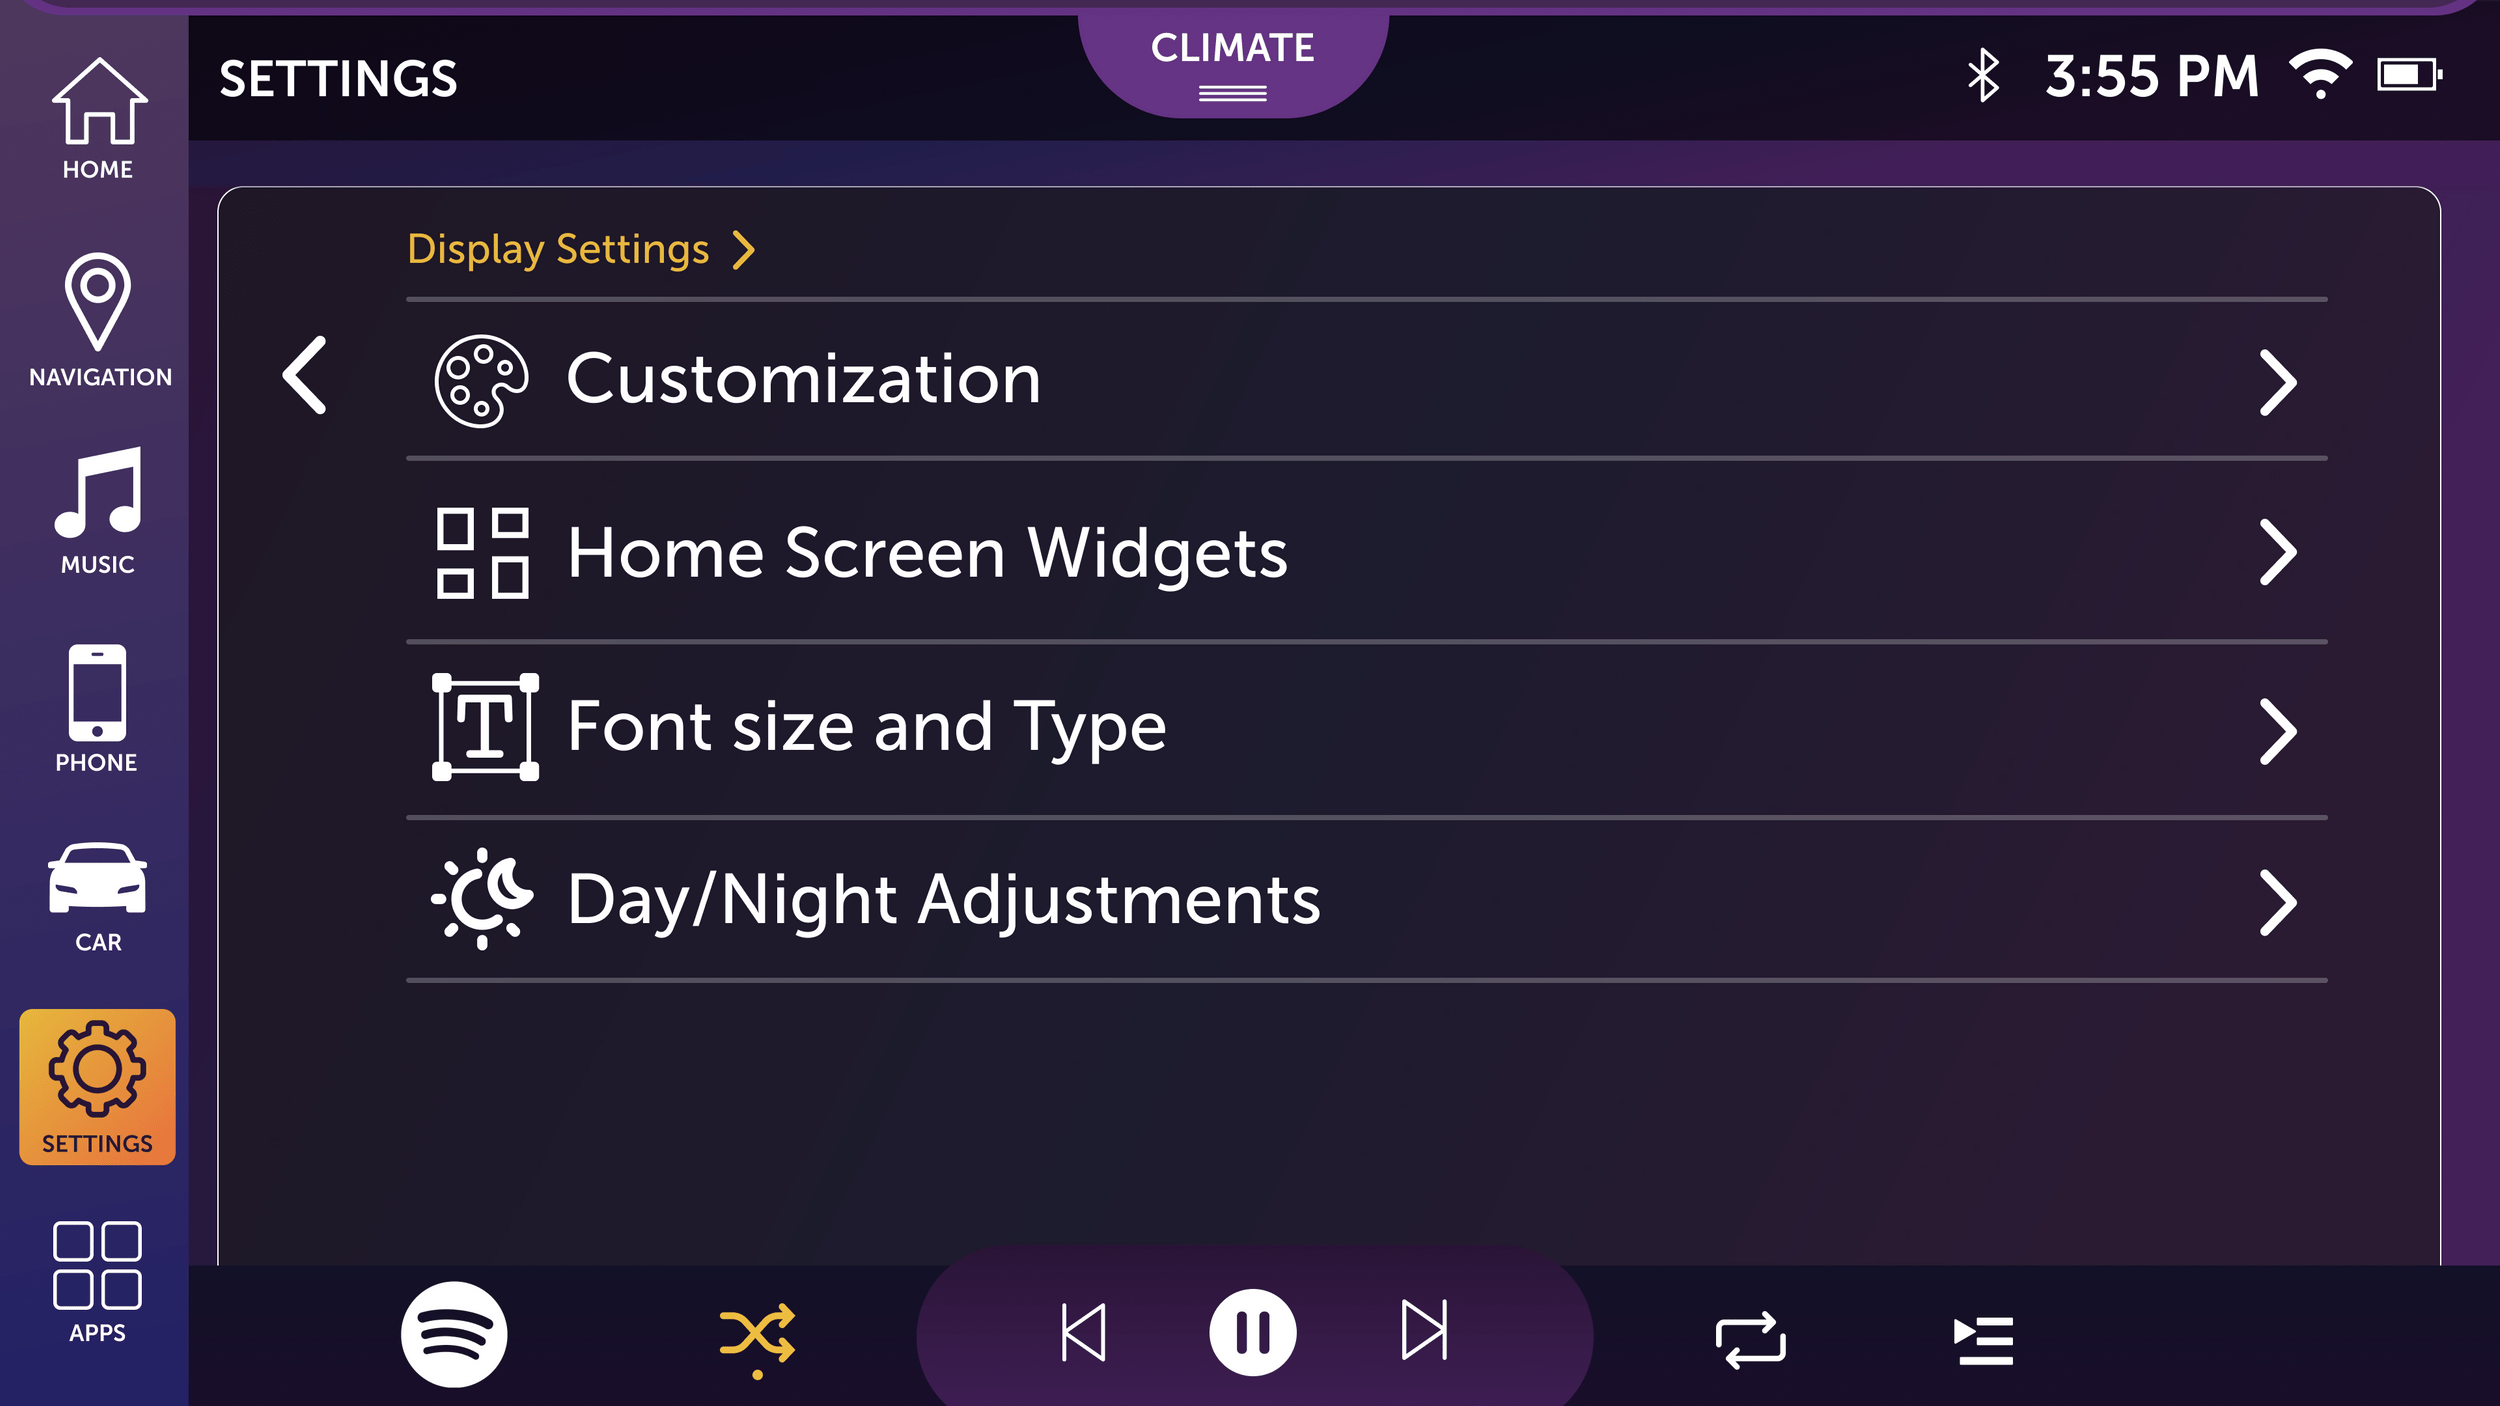 SETTINGS
CLIMATE
3:55 PM
HOME
NAVIGATION
MUSIC
PHONE
CAR
SETTINGS
APPS
Display Settings
Customization
Home Screen Widgets
Font size and Type
Day/Night Adjustments